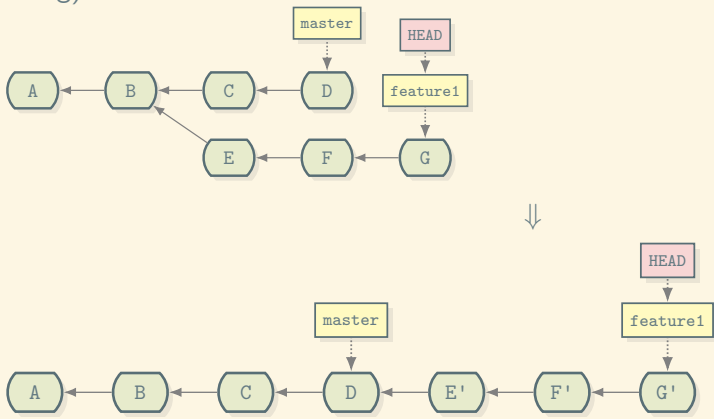 master
HEAD
A B C D feature1
E F G
⇓
HEAD
master feature1
A B C D E' F' G'